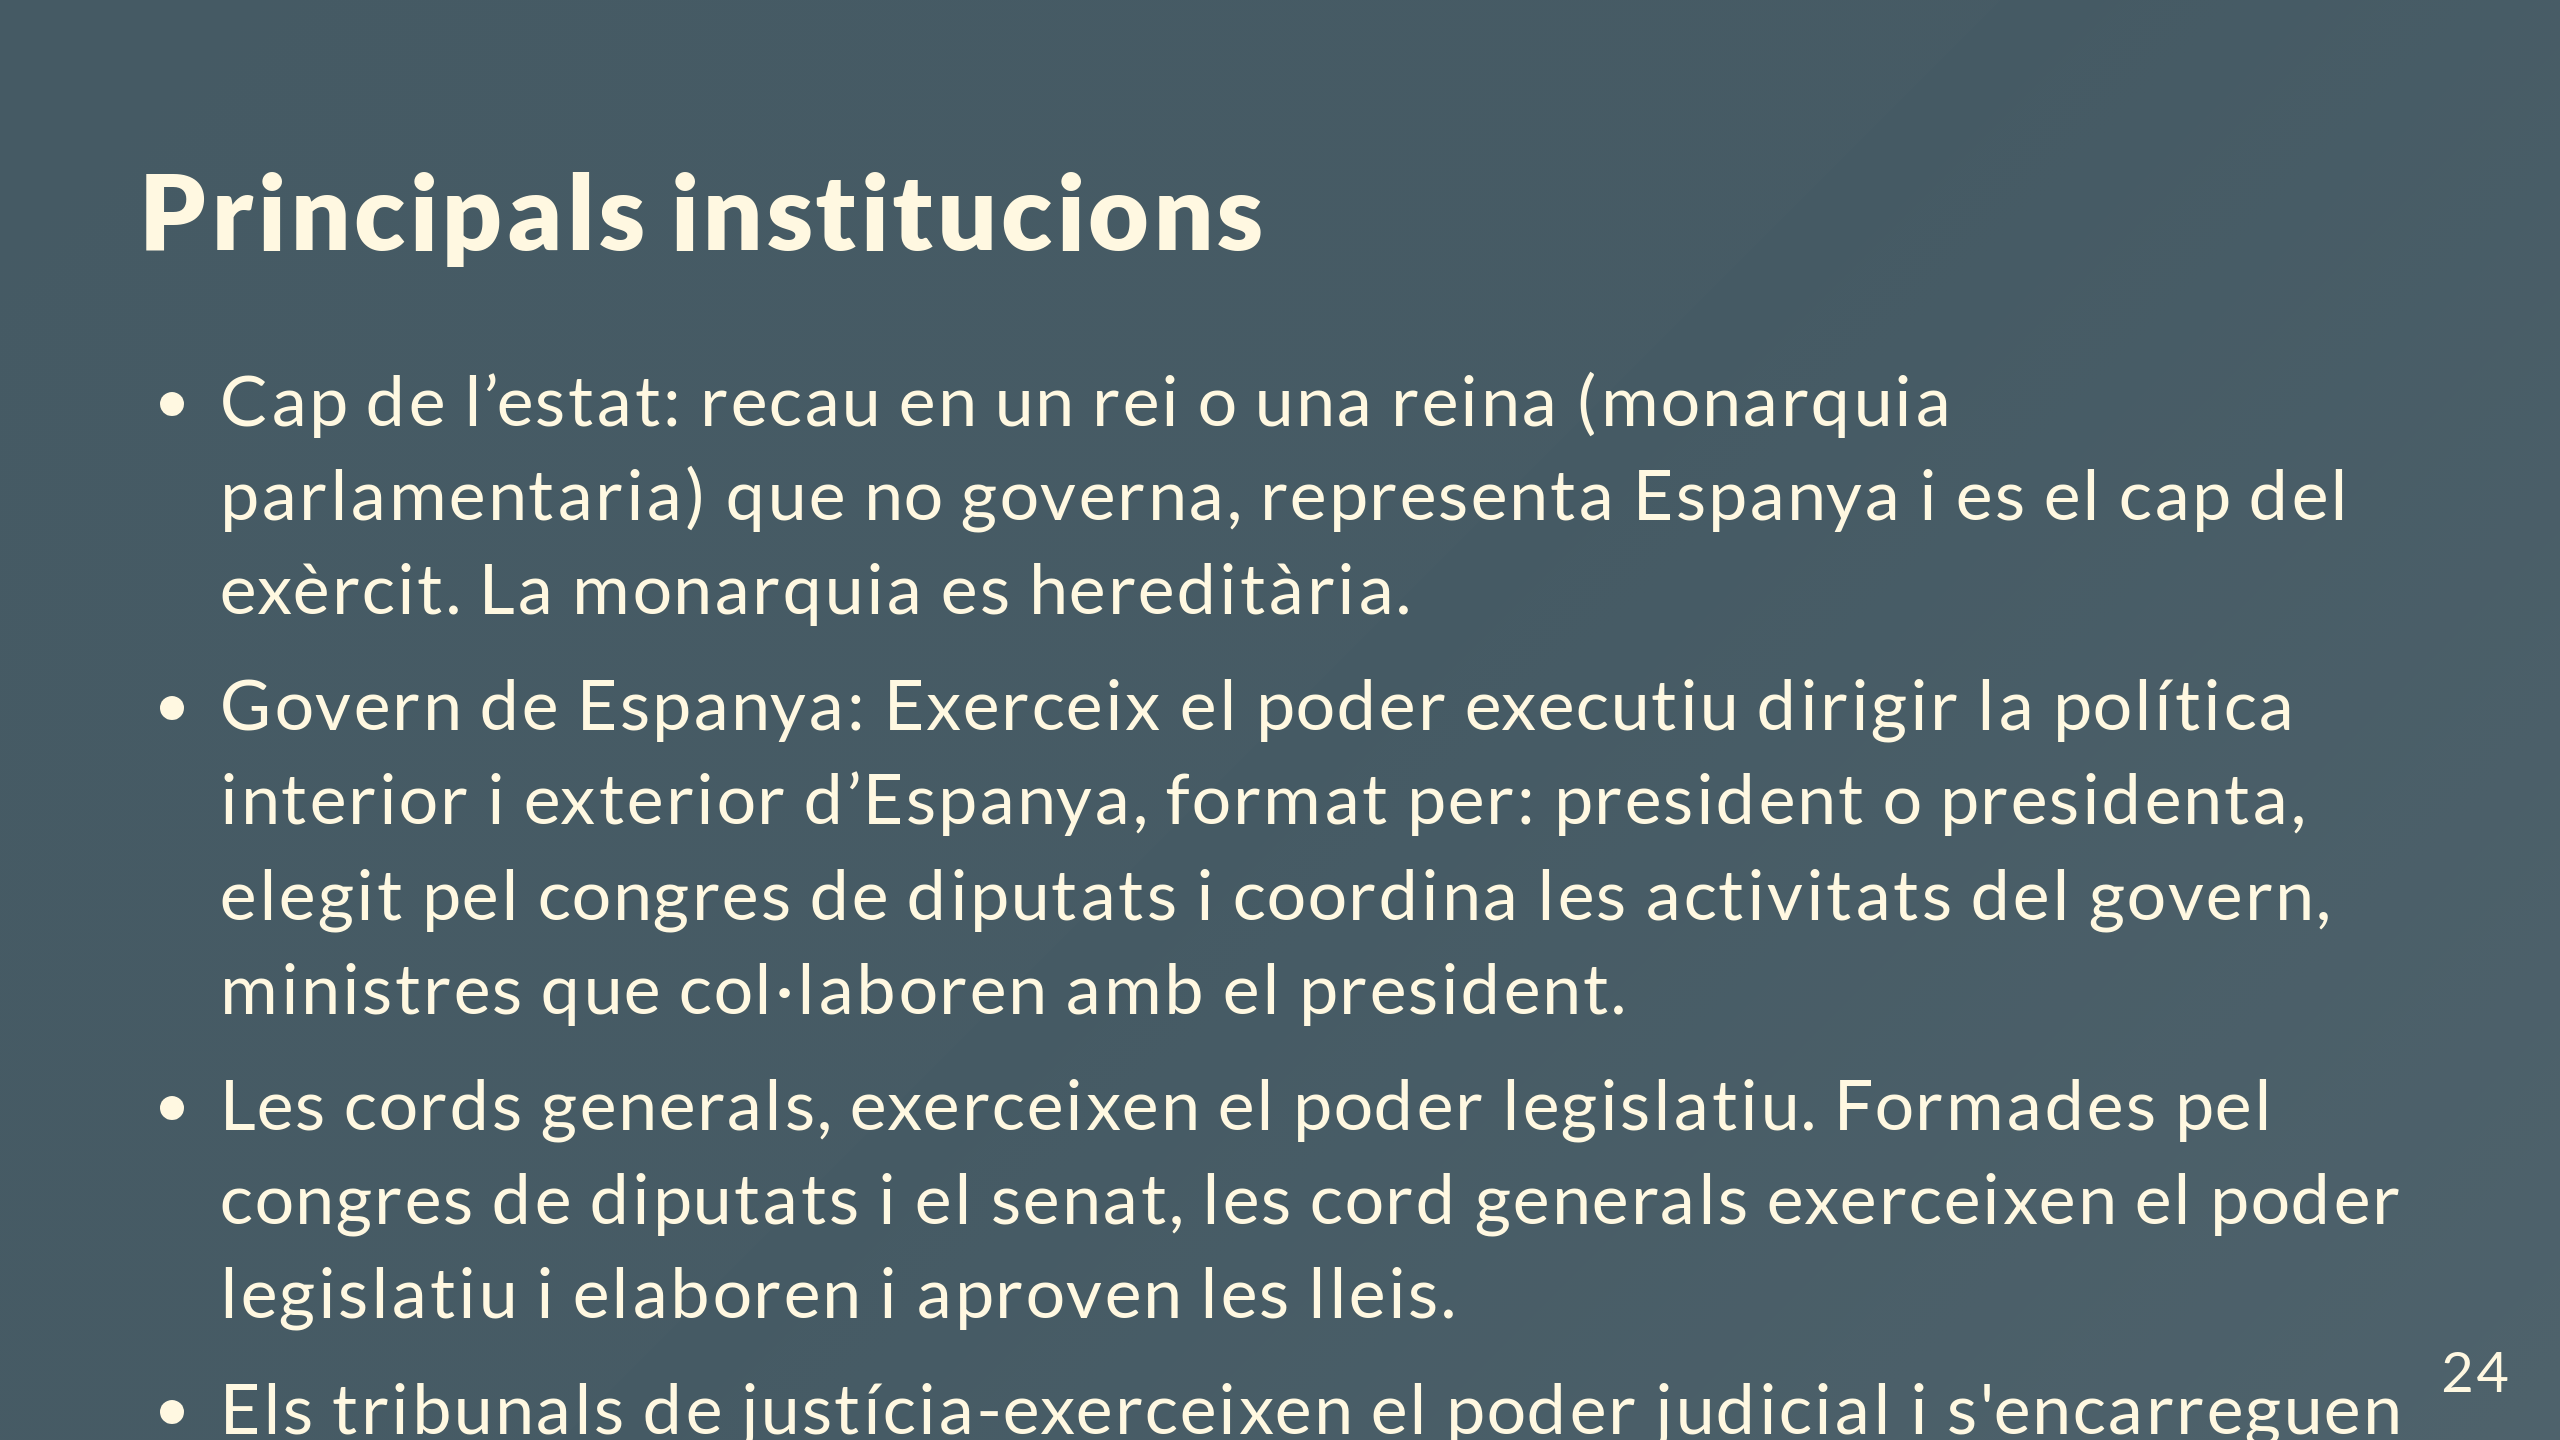 Principals institucions
• Cap de l’estat: recau en un rei o una reina (monarquia
parlamentaria) que no governa, representa Espanya i es el cap del
exèrcit. La monarquia es hereditària.
• Govern de Espanya: Exerceix el poder executiu dirigir la política
interior i exterior d’Espanya, format per: president o presidenta,
elegit pel congres de diputats i coordina les activitats del govern,
ministres que col·laboren amb el president.
• Les cords generals, exerceixen el poder legislatiu. Formades pel
congres de diputats i el senat, les cord generals exerceixen el poder
legislatiu i elaboren i aproven les lleis.
• Els tribunals de justícia-exerceixen el poder judicial i s'encarreguen
24